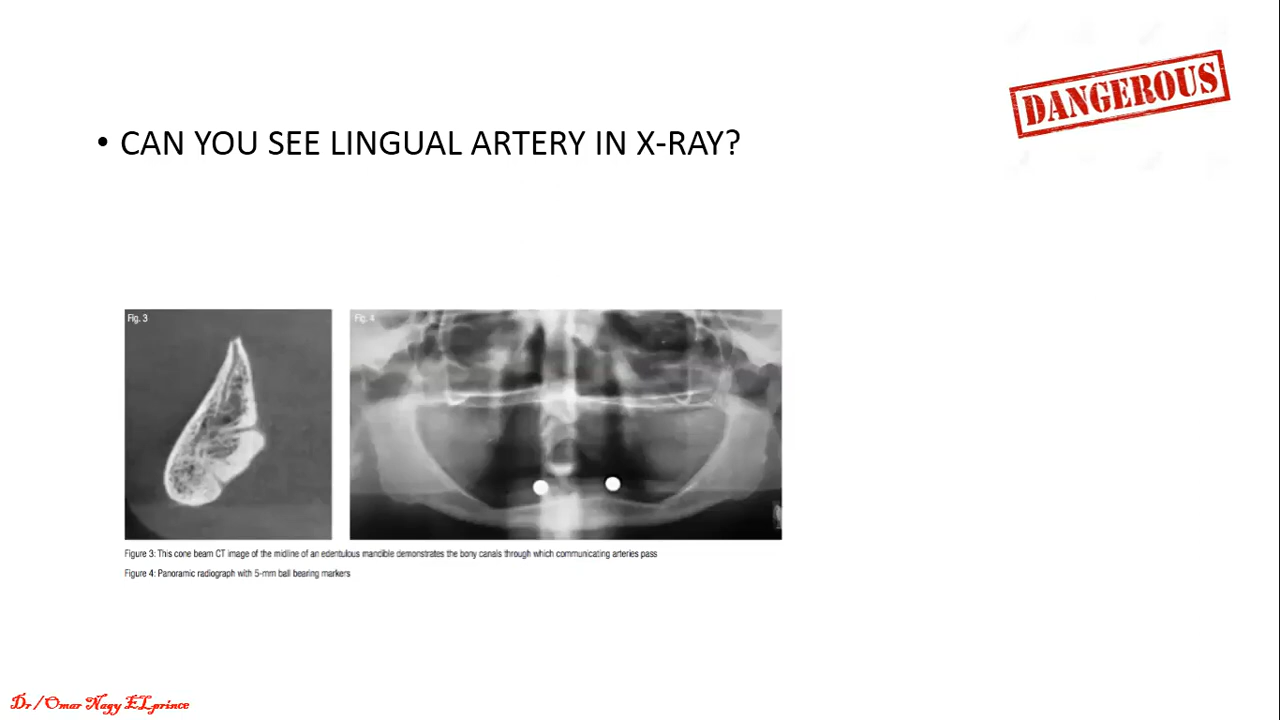 DANGEROUS
• CAN YOU SEE LINGUAL ARTERY IN X-RAY?
Fig. 3
Fig. 4
Figure 3: This cone beam CT image of the midline of an edentulous mandible demonstrates the bony canals through which communicating arteries pass
Figure 4: Panoramic radiograph with 5-mm ball bearing markers
Dr/Omar Nagy ELprince